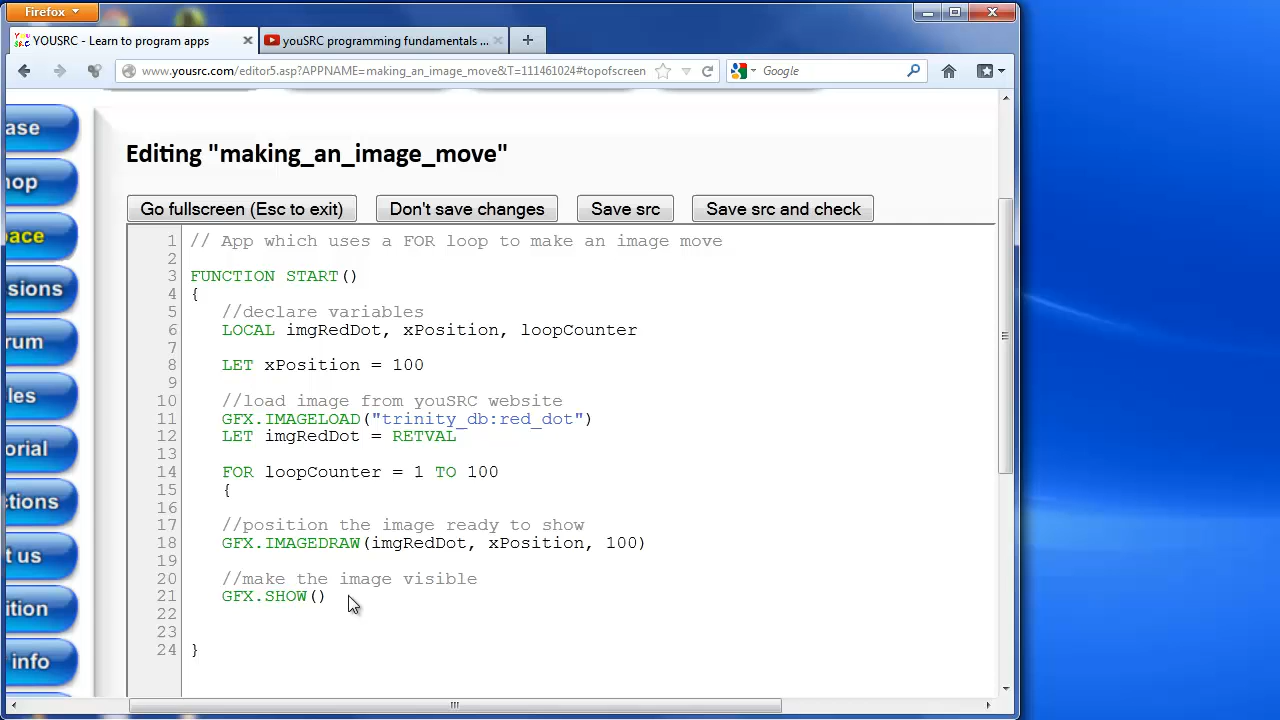 Firefox
YOUSRC - Learn to program apps
youSRC programming fundamentals ...
www.yousrc.com/editor5.asp?APPNAME=making_an_image_move&T=111461024#topofscreen
Google
ase
hop
pace
sions
rum
les
orial
ctions
t us
ition
info
Editing "making_an_image_move"
Go fullscreen (Esc to exit) Don't save changes Save src Save src and check
1 // App which uses a FOR loop to make an image move
2
3 FUNCTION START()
4 {
5 //declare variables
6 LOCAL imgRedDot, xPosition, loopCounter
7
8 LET xPosition = 100
9
10 //load image from youSRC website
11 GFX.IMAGELOAD("trinity_db:red_dot")
12 LET imgRedDot = RETVAL
13
14 FOR loopCounter = 1 TO 100
15 {
16
17 //position the image ready to show
18 GFX.IMAGEDRAW(imgRedDot, xPosition, 100)
19
20 //make the image visible
21 GFX.SHOW()
22
23
24 }